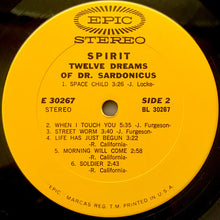 EPIC
STEREO
SPIRIT
TWELVE DREAMS
OF DR. SARDONICUS
1. SPACE CHILD 3:26 -J. Locke-
E 30267
SIDE 2
STEREO
BL 30267
2. WHEN I TOUCH YOU 5:35 -J. Furgeson-
3. STREET WORM 3:40 -J. Furgeson-
4. LIFE HAS JUST BEGUN 3:22
-R. California-
5. MORNING WILL COME 2:58
-R. California-
6. SOLDIER 2:43
-R. California-
EPIC, MARCAS REG. T.M. PRINTED IN U.S.A.